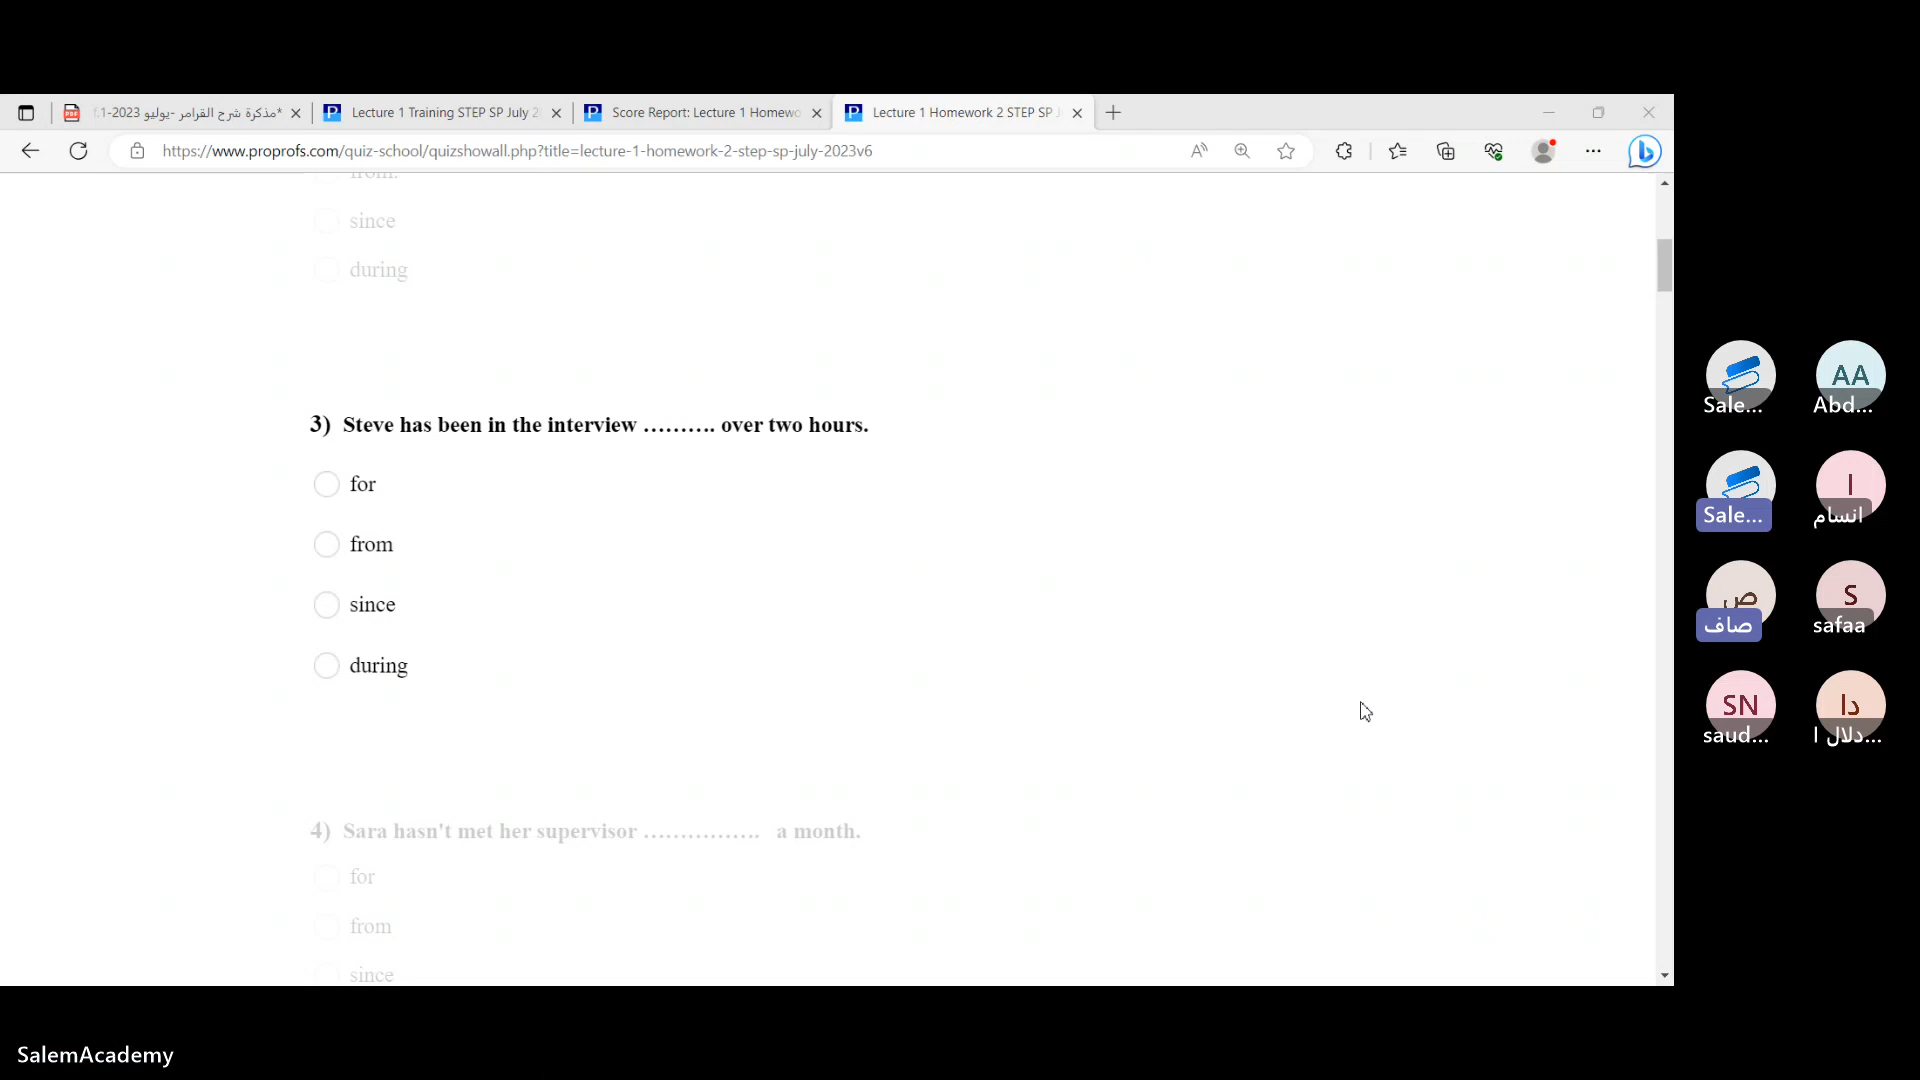 مذكرة شرح القرامر -يوليو 2023-1*
Lecture 1 Training STEP SP July 2
Score Report: Lecture 1 Homewo
Lecture 1 Homework 2 STEP SP J
https://www.proprofs.com/quiz-school/quizshowall.php?title=lecture-1-homework-2-step-sp-july-2023v6
from.
since
during
3) Steve has been in the interview .......... over two hours.
for
from
since
during
4) Sara hasn't met her supervisor ................ a month.
for
from
since
Sale...
AA
Abd...
Sale...
ا
انسام
ص
صاف
S
safaa
SN
saud...
دا
دلال ا...
SalemAcademy